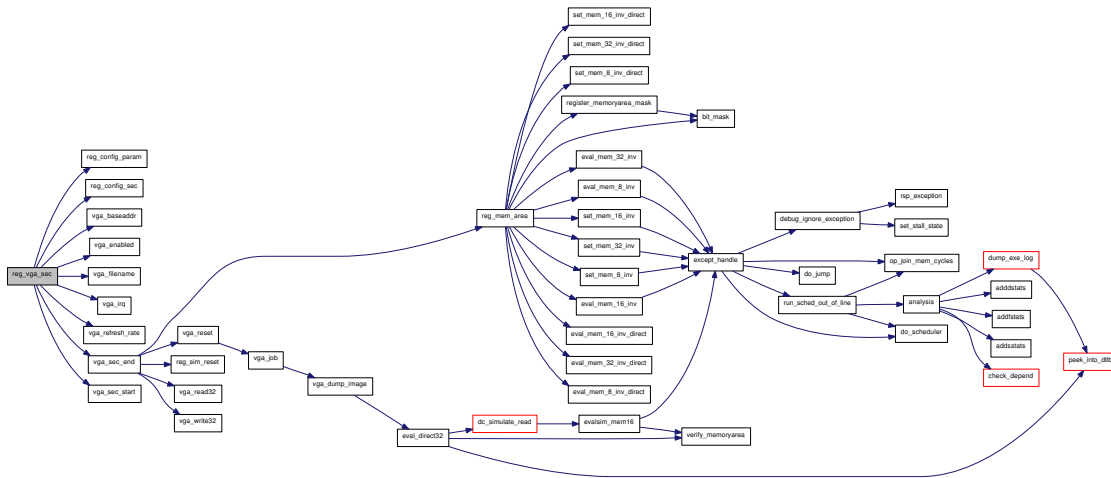 reg_vga_sec
reg_config_param
reg_config_sec
vga_baseaddr
vga_enabled
vga_filename
vga_irq
vga_refresh_rate
vga_sec_end
vga_sec_start
vga_reset
reg_sim_reset
vga_read32
vga_write32
vga_job
vga_dump_image
eval_direct32
reg_mem_area
dc_simulate_read
set_mem_16_inv_direct
set_mem_32_inv_direct
set_mem_8_inv_direct
register_memoryarea_mask
eval_mem_32_inv
eval_mem_8_inv
set_mem_16_inv
set_mem_32_inv
set_mem_8_inv
eval_mem_16_inv
eval_mem_16_inv_direct
eval_mem_32_inv_direct
eval_mem_8_inv_direct
evalsim_mem16
bit_mask
except_handle
verify_memoryarea
debug_ignore_exception
do_jump
run_sched_out_of_line
rsp_exception
set_stall_state
op_join_mem_cycles
analysis
do_scheduler
dump_exe_log
adddstats
addfstats
addsstats
check_depend
peek_into_dtlb